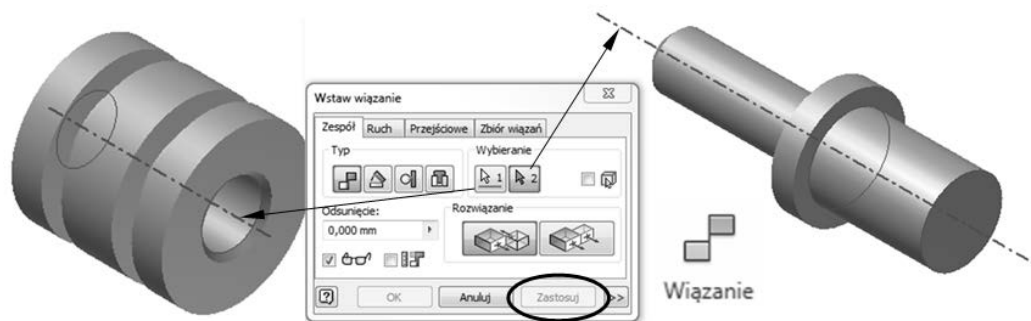 Wstaw wiązanie
Zespół Ruch Przejściowe Zbiór wiązań
Typ
Wybieranie
1 2
Odsunięcie:
0,000 mm
Rozwiązanie
? OK Anuluj Zastosuj >>
Wiązanie